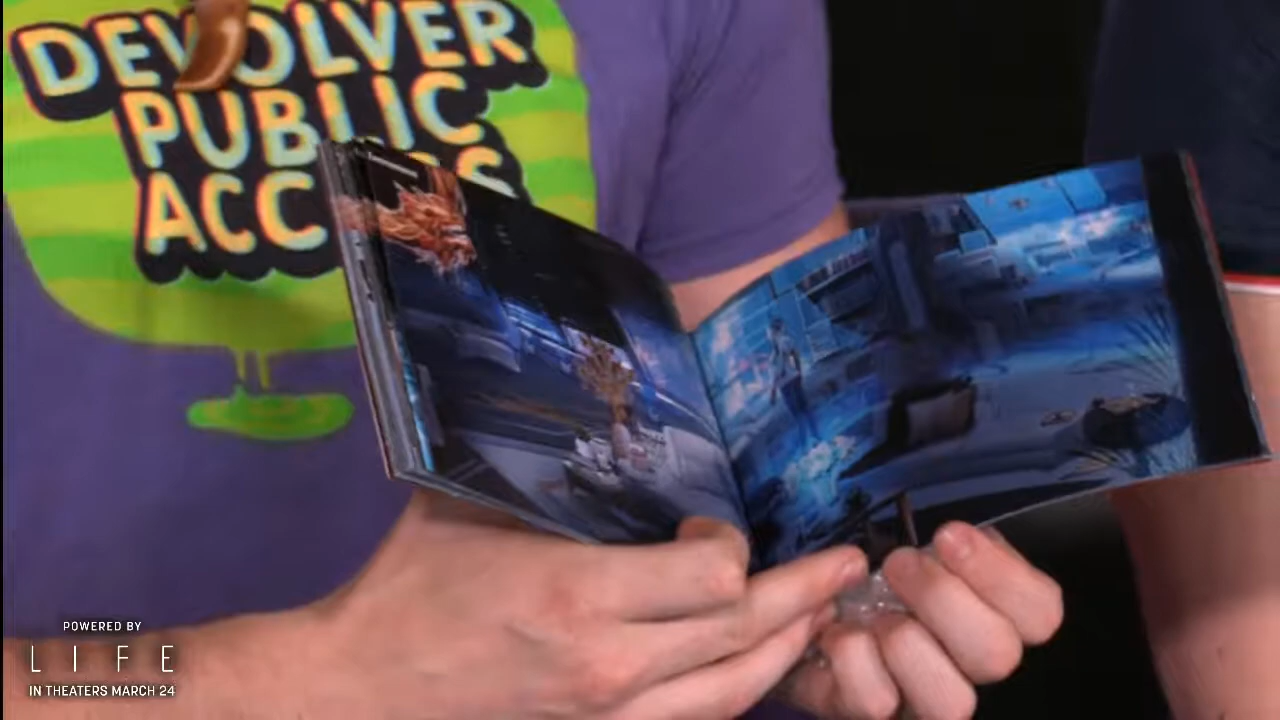 DEVOLVER
PUBLIC
ACC S
POWERED BY
LIFE
IN THEATERS MARCH 24